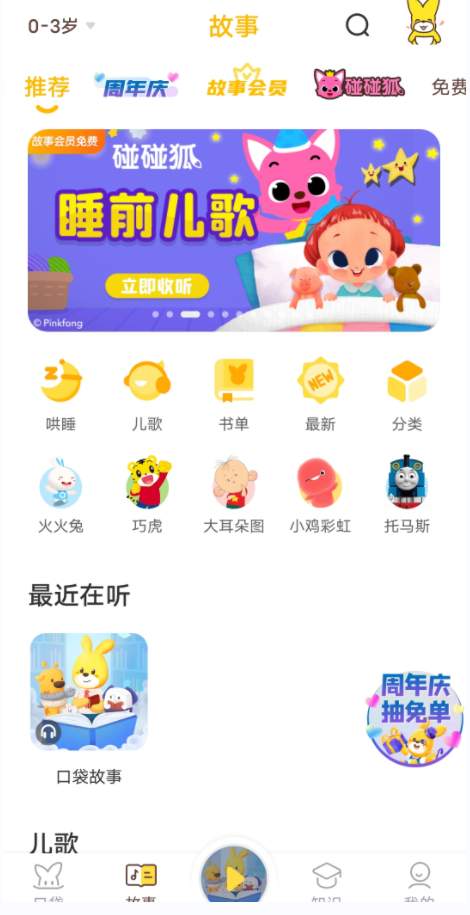 0-3岁
故事
推荐
周年庆
故事会员
碰碰狐
免费
故事会员免费
碰碰狐
睡前儿歌
立即收听
© Pinkfong
哄睡
儿歌
书单
NEW
最新
分类
火火兔
巧虎
大耳朵图
小鸡彩虹
托马斯
最近在听
周年庆
抽免单
口袋故事
儿歌
口袋
故事
知识
我的